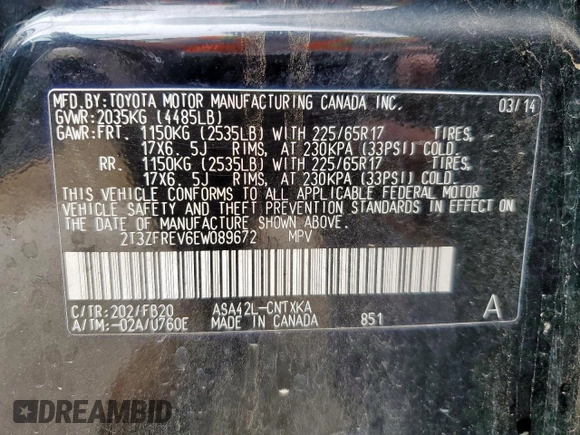 MFD.BY:TOYOTA MOTOR MANUFACTURING CANADA INC. 03/14
GVWR:2035KG (4485LB)
GAWR:FRT. 1150KG (2535LB) WITH 225/65R17 TIRES,
17X6.5J RIMS, AT 230KPA (33PSI) COLD.
RR. 1150KG (2535LB) WITH 225/65R17 TIRES,
17X6.5J RIMS, AT 230KPA (33PSI) COLD.
THIS VEHICLE CONFORMS TO ALL APPLICABLE FEDERAL MOTOR
VEHICLE SAFETY AND THEFT PREVENTION STANDARDS IN EFFECT ON
THE DATE OF MANUFACTURE SHOWN ABOVE.
2T3ZFREV6EW089672 MPV
C/TR:202/FB20 ASA42L-CNTXKA A
A/TM:-02A/U760E MADE IN CANADA 851
DREAMBID